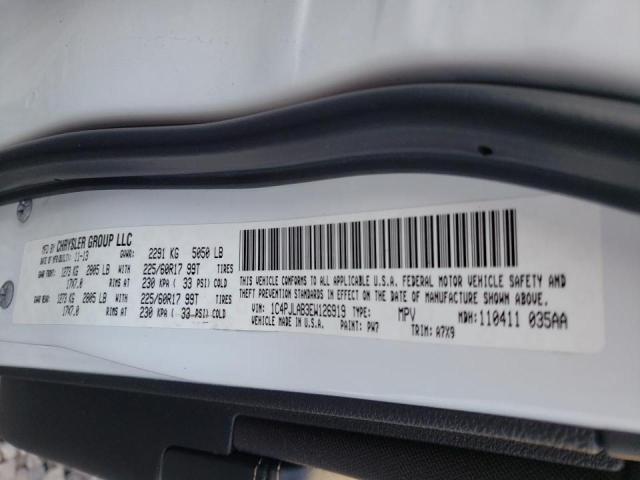 MFD BY CHRYSLER GROUP LLC
DATE OF MFR(BUILT): 11-13 GVWR: 2291 KG 5050 LB
GAWR FRONT: 1273 KG 2805 LB WITH 225/60R17 99T TIRES
17X7.0 RIMS AT 230 KPA ( 33 PSI) COLD
GAWR REAR: 1273 KG 2805 LB WITH 225/60R17 99T TIRES
17X7.0 RIMS AT 230 KPA ( 33 PSI) COLD
THIS VEHICLE CONFORMS TO ALL APPLICABLE U.S.A. FEDERAL MOTOR VEHICLE SAFETY AND
THEFT PREVENTION STANDARDS IN EFFECT ON THE DATE OF MANUFACTURE SHOWN ABOVE.
VIN: 1C4PJLAB3EW126919 TYPE: MPV MDH: 110411 035AA
VEHICLE MADE IN U.S.A. PAINT: PW7 TRIM: A7X9